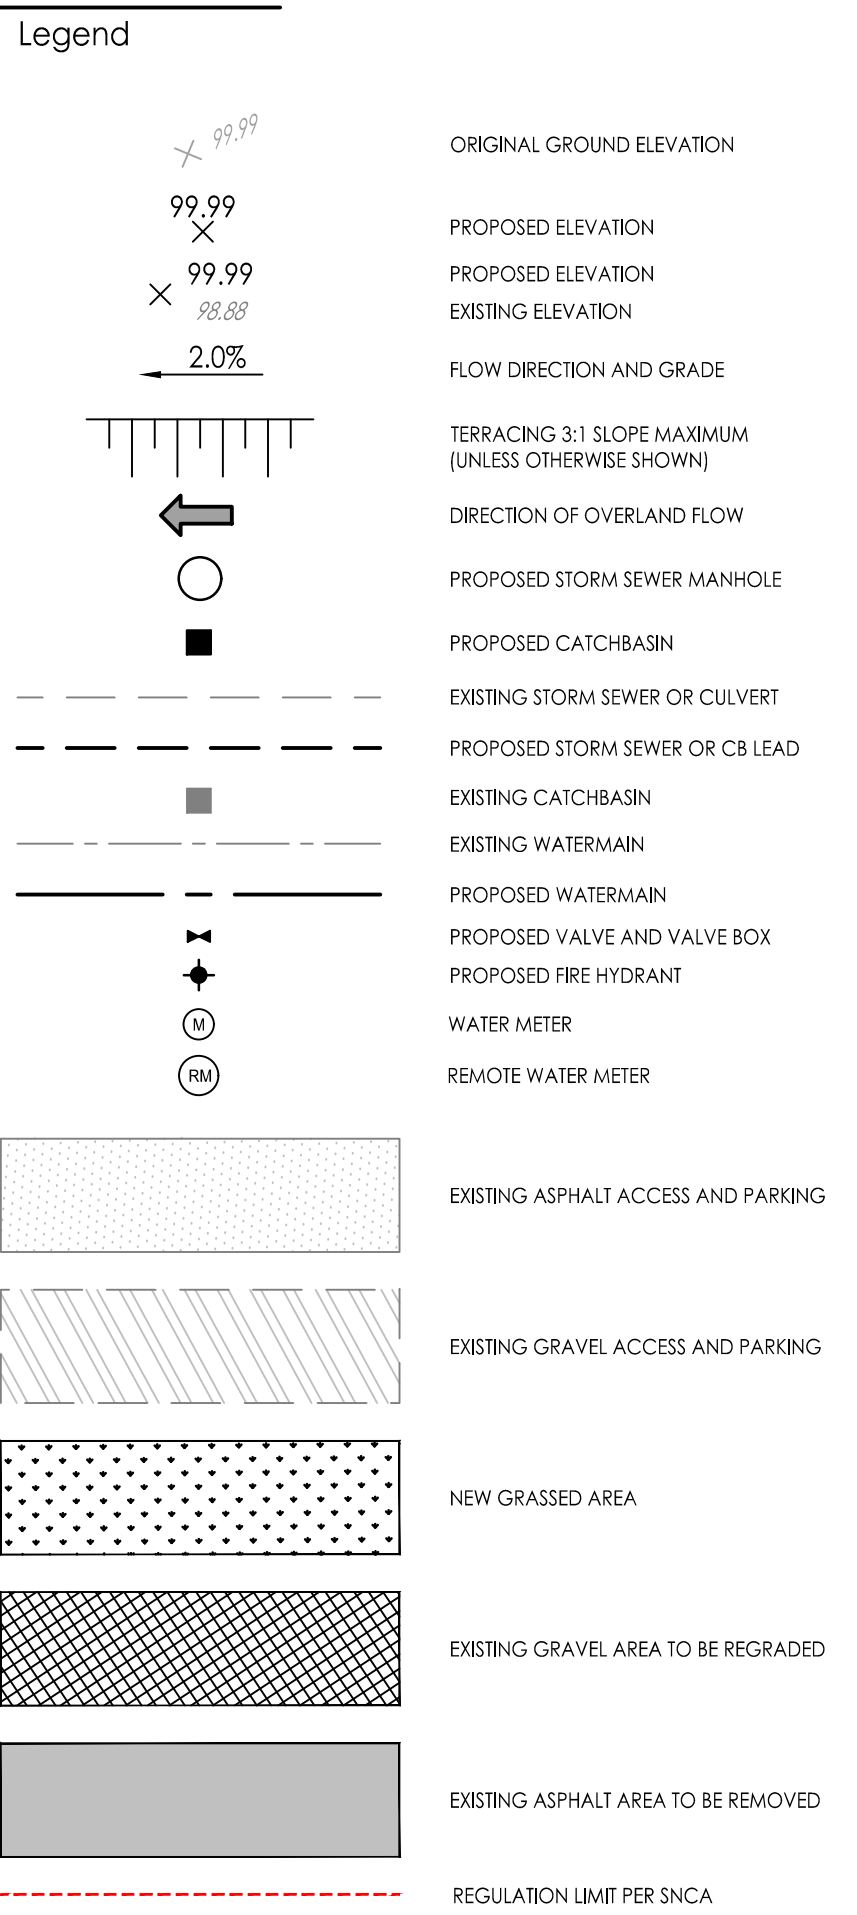 Legend
99.99 ORIGINAL GROUND ELEVATION
99.99 PROPOSED ELEVATION
99.99 PROPOSED ELEVATION
98.88 EXISTING ELEVATION
2.0% FLOW DIRECTION AND GRADE
TERRACING 3:1 SLOPE MAXIMUM
(UNLESS OTHERWISE SHOWN)
DIRECTION OF OVERLAND FLOW
PROPOSED STORM SEWER MANHOLE
PROPOSED CATCHBASIN
EXISTING STORM SEWER OR CULVERT
PROPOSED STORM SEWER OR CB LEAD
EXISTING CATCHBASIN
EXISTING WATERMAIN
PROPOSED WATERMAIN
PROPOSED VALVE AND VALVE BOX
PROPOSED FIRE HYDRANT
M WATER METER
RM REMOTE WATER METER
EXISTING ASPHALT ACCESS AND PARKING
EXISTING GRAVEL ACCESS AND PARKING
NEW GRASSED AREA
EXISTING GRAVEL AREA TO BE REGRADED
EXISTING ASPHALT AREA TO BE REMOVED
REGULATION LIMIT PER SNCA